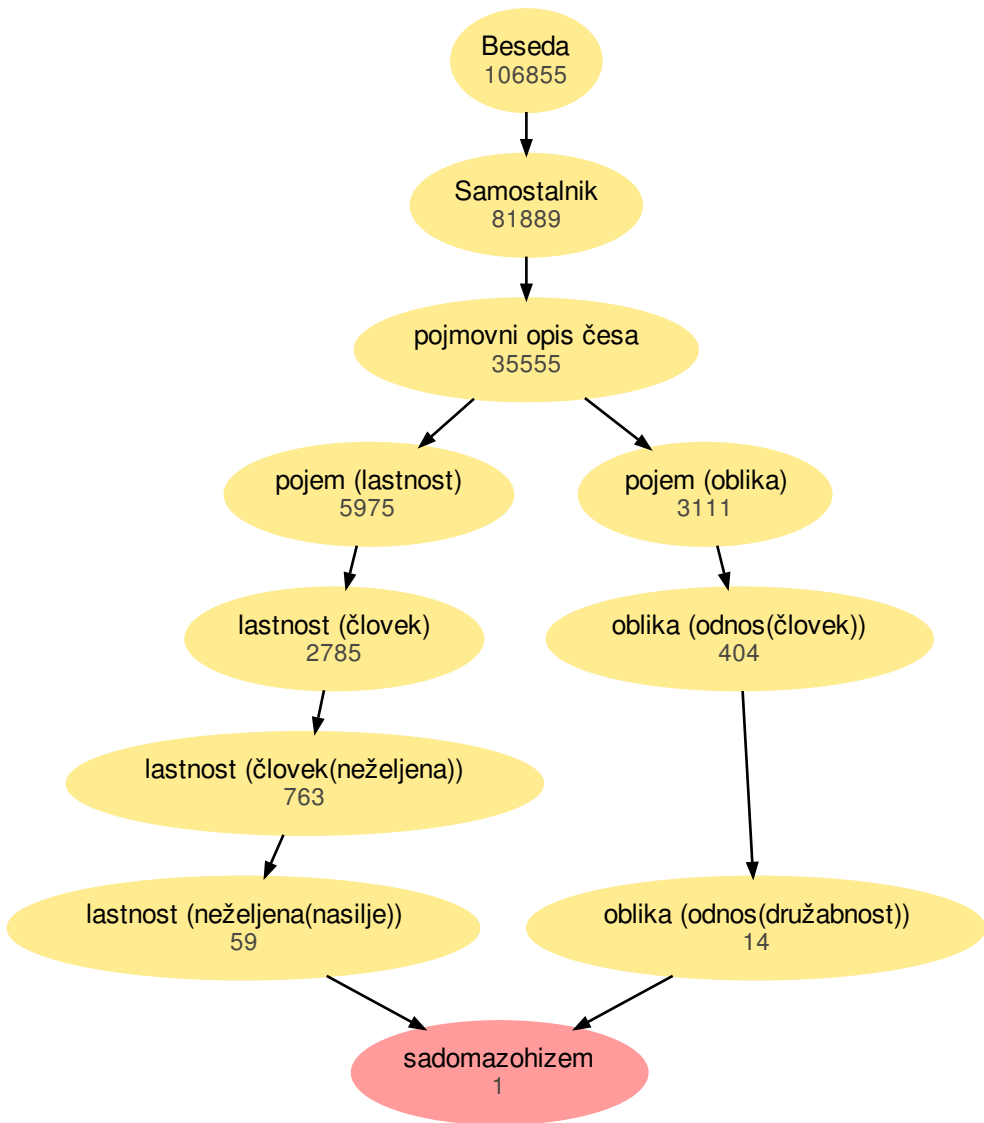 Beseda
106855
Samostalnik
81889
pojmovni opis česa
35555
pojem (lastnost)
5975
pojem (oblika)
3111
lastnost (človek)
2785
oblika (odnos(človek))
404
lastnost (človek(neželjena))
763
lastnost (neželjena(nasilje))
59
oblika (odnos(družabnost))
14
sadomazohizem
1